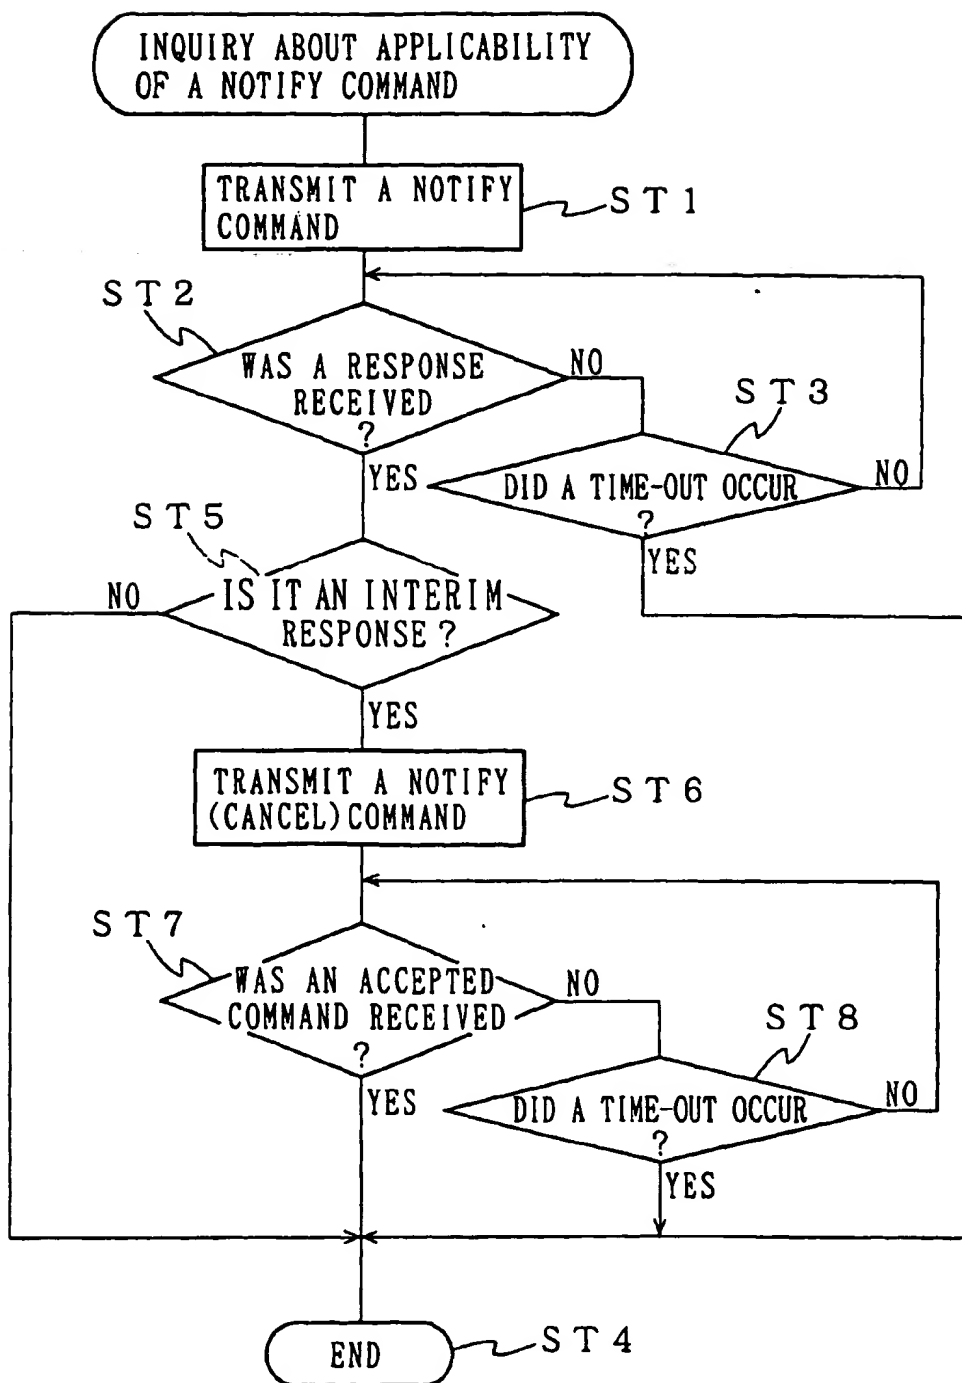 INQUIRY ABOUT APPLICABILITY
OF A NOTIFY COMMAND
TRANSMIT A NOTIFY
COMMAND
ST1
ST2
WAS A RESPONSE
RECEIVED
?
NO
YES
ST3
DID A TIME-OUT OCCUR
?
NO
YES
ST5
IS IT AN INTERIM
RESPONSE?
NO
YES
TRANSMIT A NOTIFY
(CANCEL) COMMAND
ST6
ST7
WAS AN ACCEPTED
COMMAND RECEIVED
?
NO
YES
ST8
DID A TIME-OUT OCCUR
?
NO
YES
END
ST4